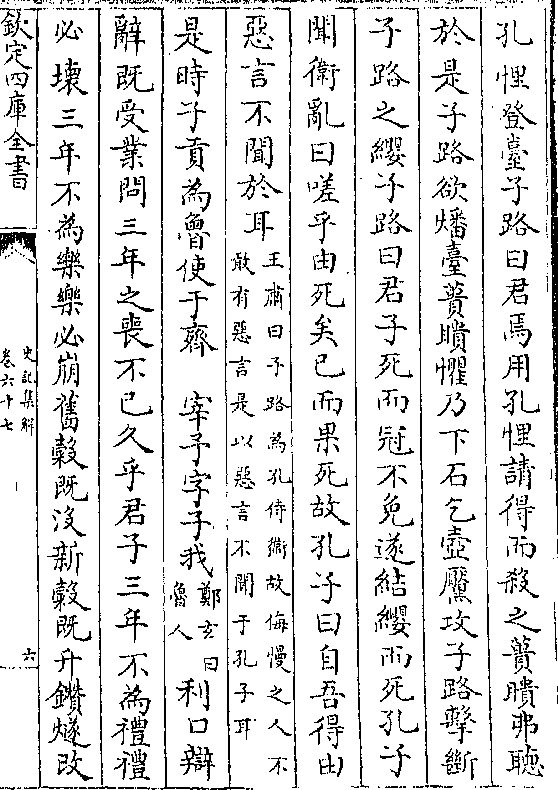 孔悝登臺子路曰君焉用孔悝請得而殺之蕢聵弗聽
於是子路欲燔臺蕢聵懼乃下石乞壺黶攻子路擊斷
子路之纓子路曰君子死而冠不免遂結纓而死孔子
聞衛亂曰嗟乎由死矣已而果死故孔子曰自吾得由
惡言不聞於耳
王肅曰子路為孔侍衛故侮慢之人不
敢有惡言是以惡言不聞于孔子耳
是時子貢為魯使于齊 宰予字子我
鄭玄曰
魯人
利口辯
辭既受業問三年之喪不已久乎君子三年不為禮禮
必壞三年不為樂樂必崩舊穀既沒新穀既升鑽燧改
欽定四庫全書
史記集解
卷六十七
六